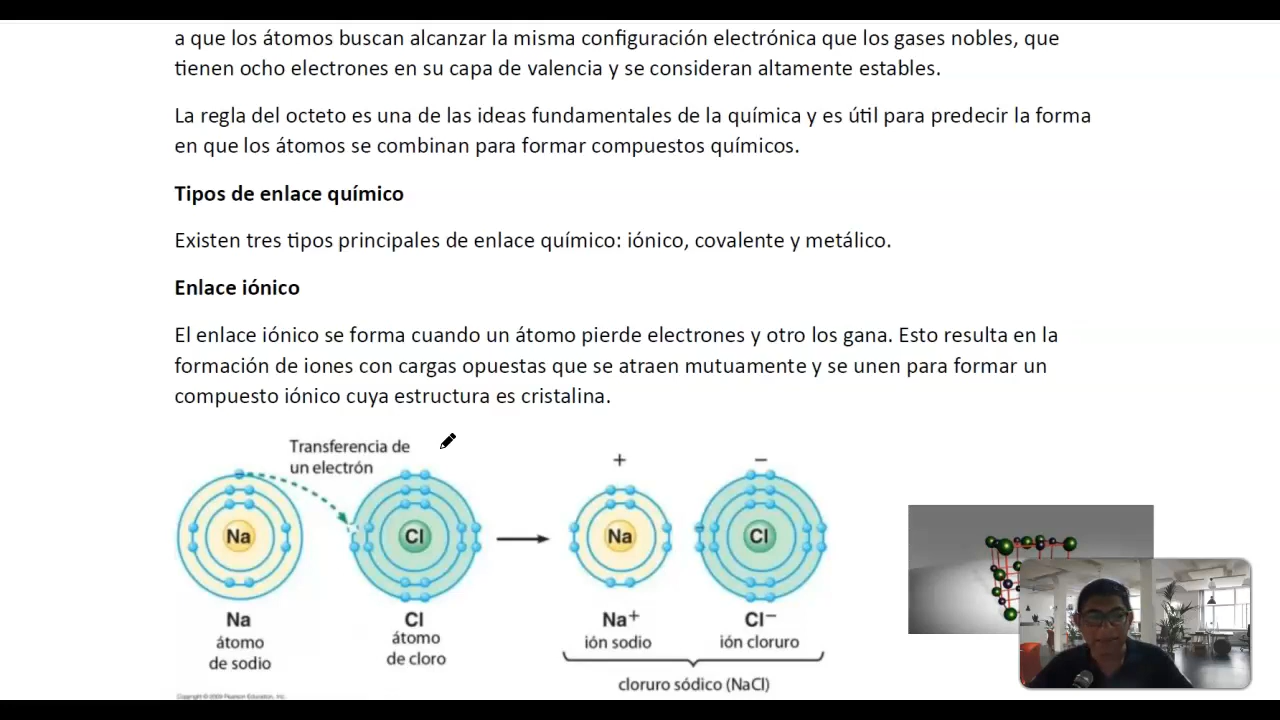 a que los átomos buscan alcanzar la misma configuración electrónica que los gases nobles, que
tienen ocho electrones en su capa de valencia y se consideran altamente estables.
La regla del octeto es una de las ideas fundamentales de la química y es útil para predecir la forma
en que los átomos se combinan para formar compuestos químicos.
Tipos de enlace químico
Existen tres tipos principales de enlace químico: iónico, covalente y metálico.
Enlace iónico
El enlace iónico se forma cuando un átomo pierde electrones y otro los gana. Esto resulta en la
formación de iones con cargas opuestas que se atraen mutuamente y se unen para formar un
compuesto iónico cuya estructura es cristalina.
Transferencia de
un electrón
+
−
Na
Cl
Na
Cl
Na
átomo
de sodio
Cl
átomo
de cloro
Na⁺
ión sodio
Cl⁻
ión cloruro
cloruro sódico (NaCl)
Copyright © 2009 Pearson Education, Inc.